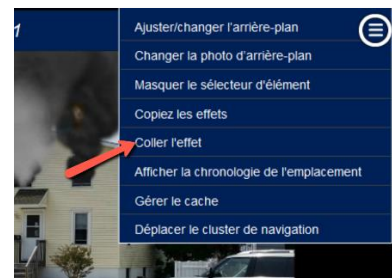 1
Ajuster/changer l'arrière-plan
Changer la photo d'arrière-plan
Masquer le sélecteur d'élément
Copiez les effets
Coller l'effet
Afficher la chronologie de l'emplacement
Gérer le cache
Déplacer le cluster de navigation